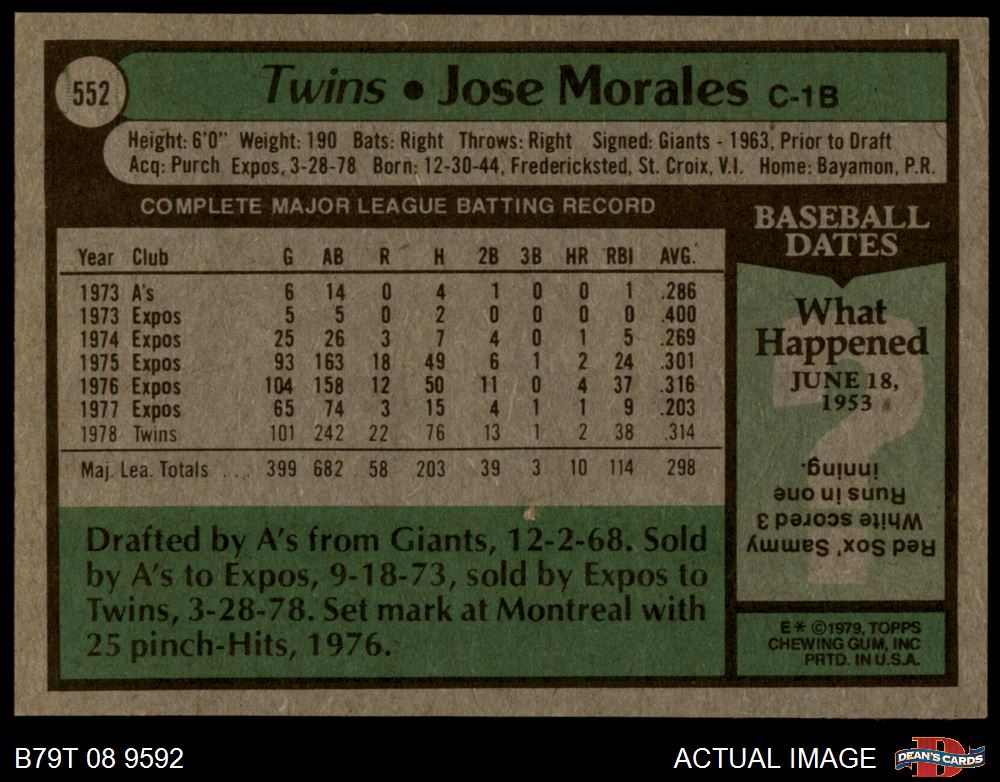 552
Twins • Jose Morales C-1B
Height: 6'0" Weight: 190 Bats: Right Throws: Right Signed: Giants - 1963, Prior to Draft
Acq: Purch Expos, 3-28-78 Born: 12-30-44, Fredericksted, St. Croix, V.I. Home: Bayamon, P.R.
COMPLETE MAJOR LEAGUE BATTING RECORD
Year Club G AB R H 2B 3B HR RBI AVG.
1973 A's 6 14 0 4 1 0 0 1 .286
1973 Expos 5 5 0 2 0 0 0 0 .400
1974 Expos 25 26 3 7 4 0 1 5 .269
1975 Expos 93 163 18 49 6 1 2 24 .301
1976 Expos 104 158 12 50 11 0 4 37 .316
1977 Expos 65 74 3 15 4 1 1 9 .203
1978 Twins 101 242 22 76 13 1 2 38 .314
Maj. Lea. Totals . . . 399 682 58 203 39 3 10 114 298
Drafted by A's from Giants, 12-2-68. Sold
by A's to Expos, 9-18-73, sold by Expos to
Twins, 3-28-78. Set mark at Montreal with
25 pinch-Hits, 1976.
BASEBALL
DATES
What
Happened
JUNE 18,
1953
?
Red Sox', Sammy
White scored 3
Runs in one
inning.
E* ©1979, TOPPS
CHEWING GUM, INC
PRTD. IN U.S.A.
B79T 08 9592
ACTUAL IMAGE
D
DEAN'S CARDS